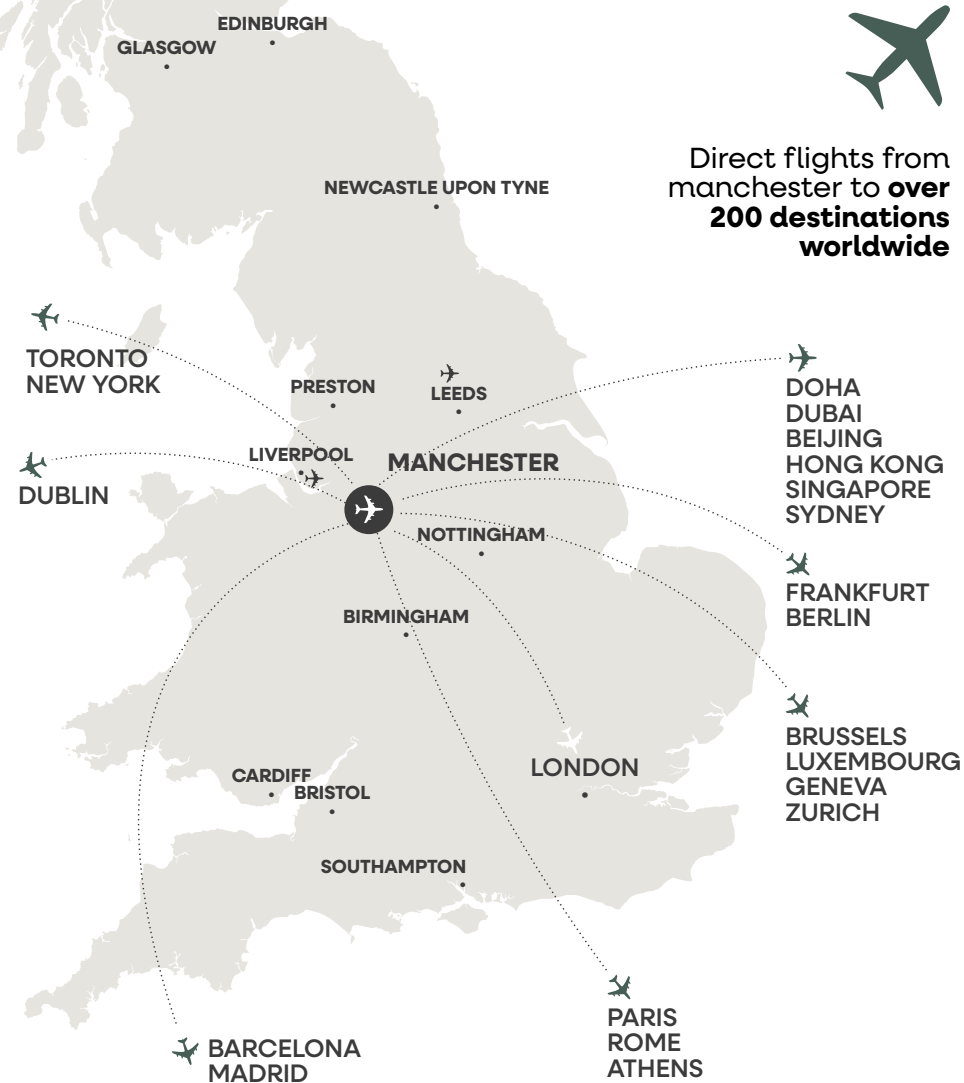 EDINBURGH
GLASGOW
Direct flights from
manchester to over
200 destinations
worldwide
NEWCASTLE UPON TYNE
TORONTO
NEW YORK
PRESTON
LEEDS
DOHA
DUBAI
BEIJING
HONG KONG
SINGAPORE
SYDNEY
LIVERPOOL
MANCHESTER
DUBLIN
NOTTINGHAM
FRANKFURT
BERLIN
BIRMINGHAM
BRUSSELS
LUXEMBOURG
GENEVA
ZURICH
LONDON
CARDIFF
BRISTOL
SOUTHAMPTON
PARIS
ROME
ATHENS
BARCELONA
MADRID